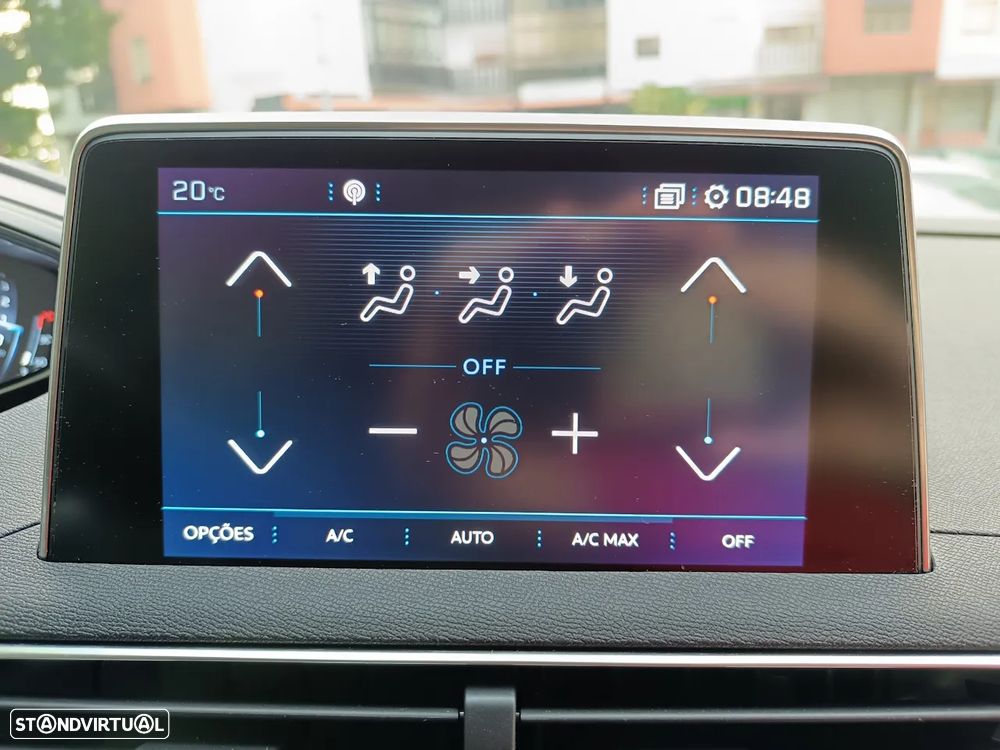 20°C
08:48
OFF
OPÇÕES A/C AUTO A/C MAX OFF
STANDVIRTUAL